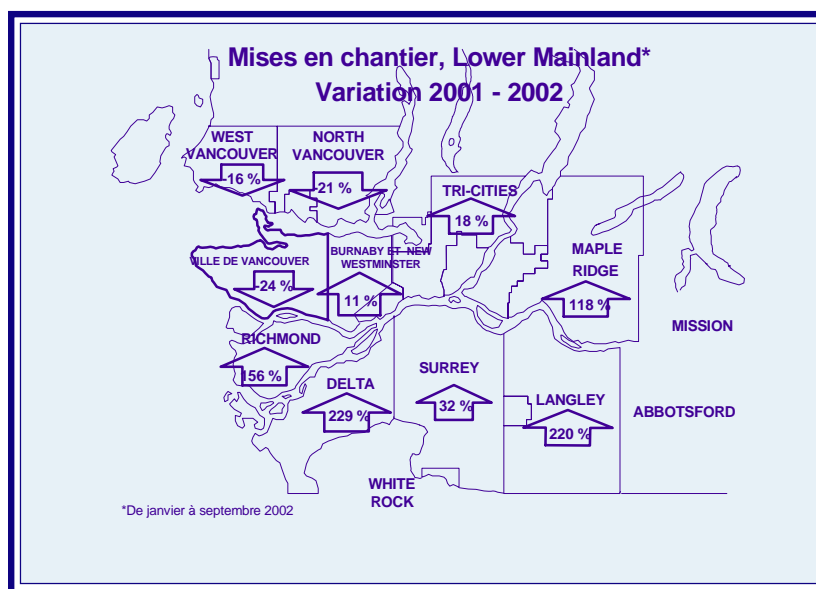 Mises en chantier, Lower Mainland*
Variation 2001 - 2002
WEST
VANCOUVER
-16 %
NORTH
VANCOUVER
-21 %
TRI-CITIES
18 %
VILLE DE VANCOUVER
-24 %
BURNABY ET NEW
WESTMINSTER
11 %
MAPLE
RIDGE
118 %
MISSION
RICHMOND
156 %
DELTA
229 %
SURREY
32 %
LANGLEY
220 %
ABBOTSFORD
WHITE
ROCK
*De janvier à septembre 2002